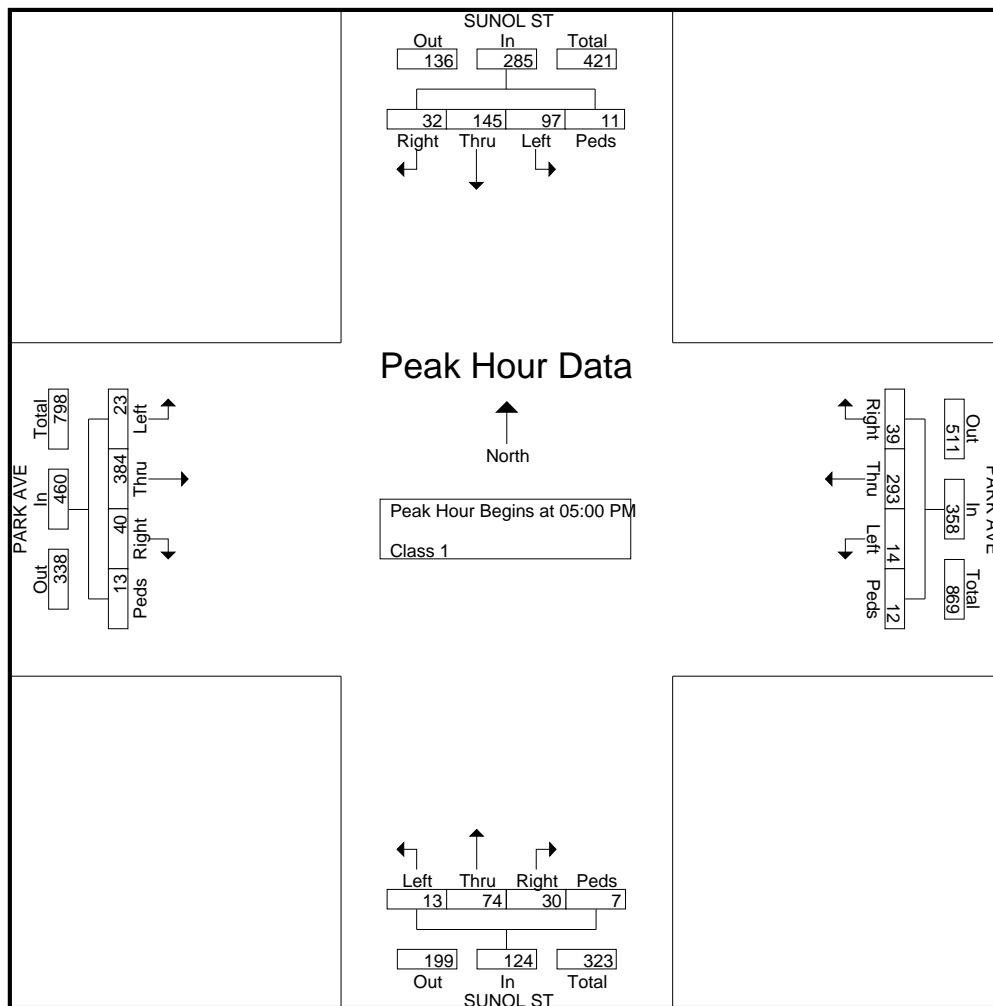 SUNOL ST
Out In Total
136 285 421
32 145 97 11
Right Thru Left Peds
Peak Hour Data
North
Peak Hour Begins at 05:00 PM
Class 1
PARK AVE
Out In Total
338 460 798
13 40 384 23
Peds Right Thru Left
PARK AVE
Out In Total
511 358 869
Right Thru Left Peds
39 293 14 12
Left Thru Right Peds
13 74 30 7
199 124 323
Out In Total
SUNOL ST